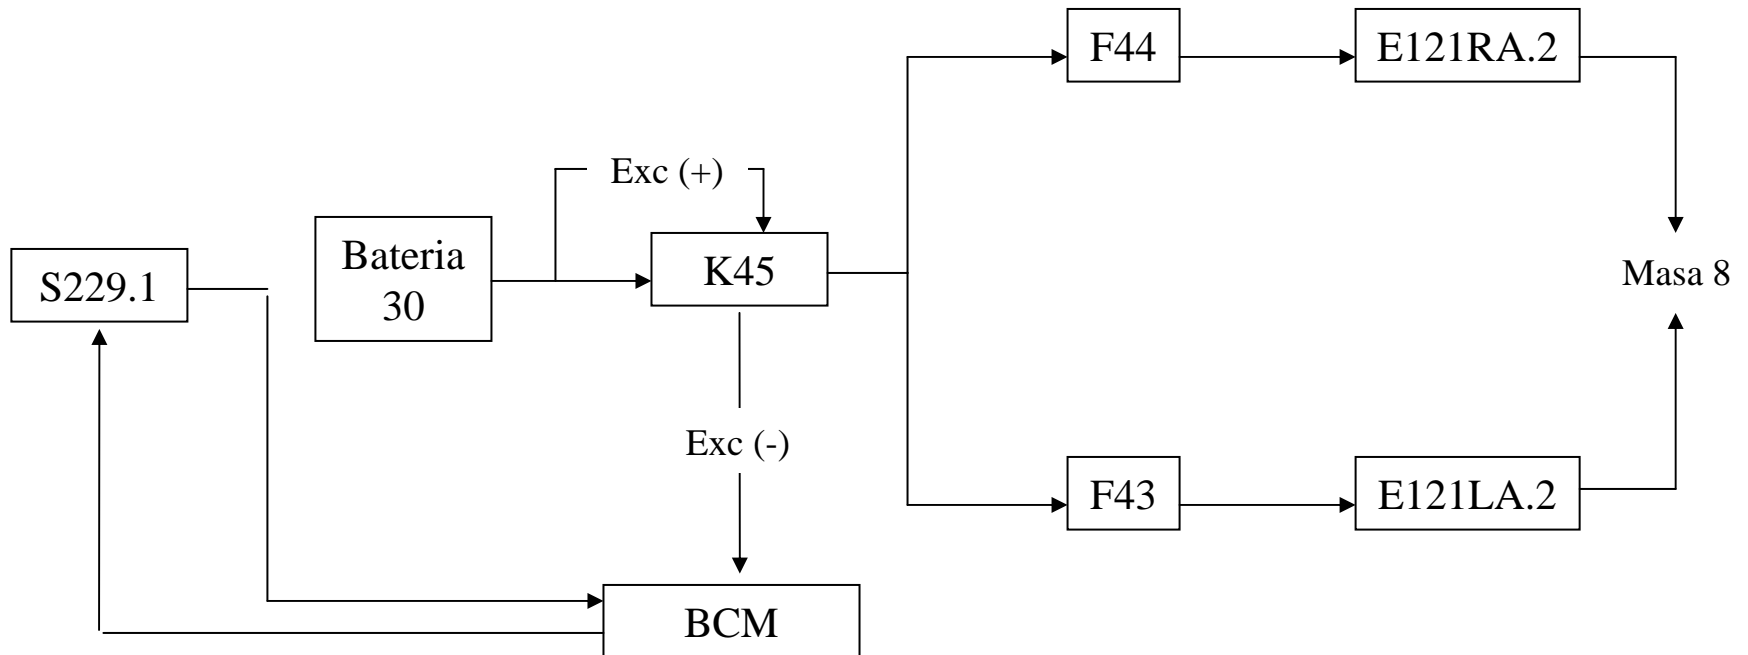 F44
E121RA.2
Exc (+)
Bateria
30
K45
S229.1
Masa 8
Exc (-)
F43
E121LA.2
BCM